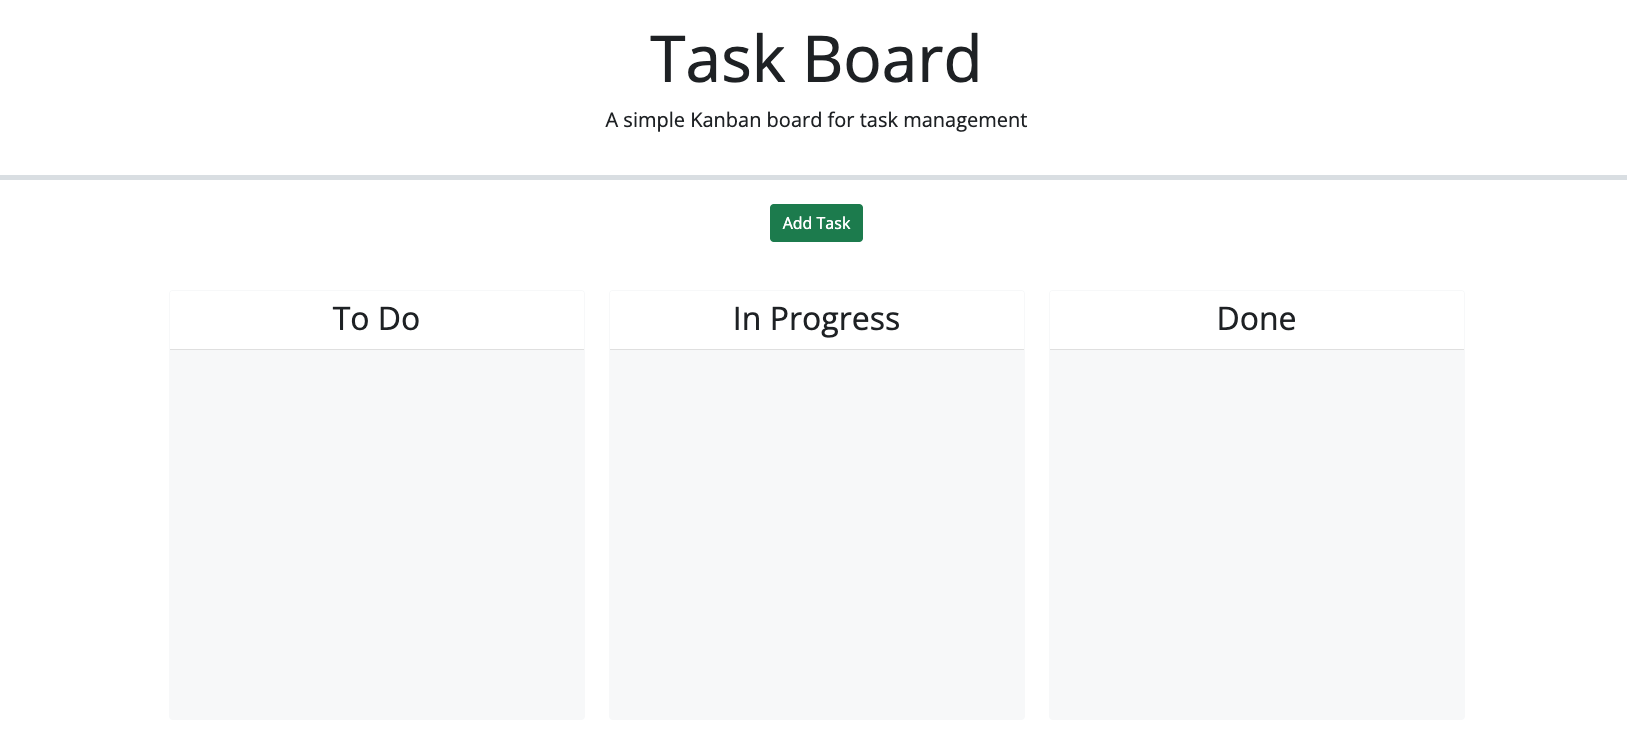 Task Board
A simple Kanban board for task management
Add Task
To Do
In Progress
Done